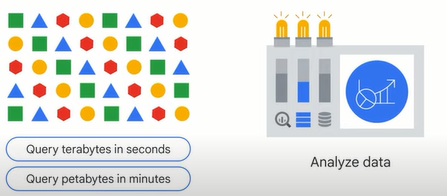 Query terabytes in seconds
Query petabytes in minutes
Analyze data